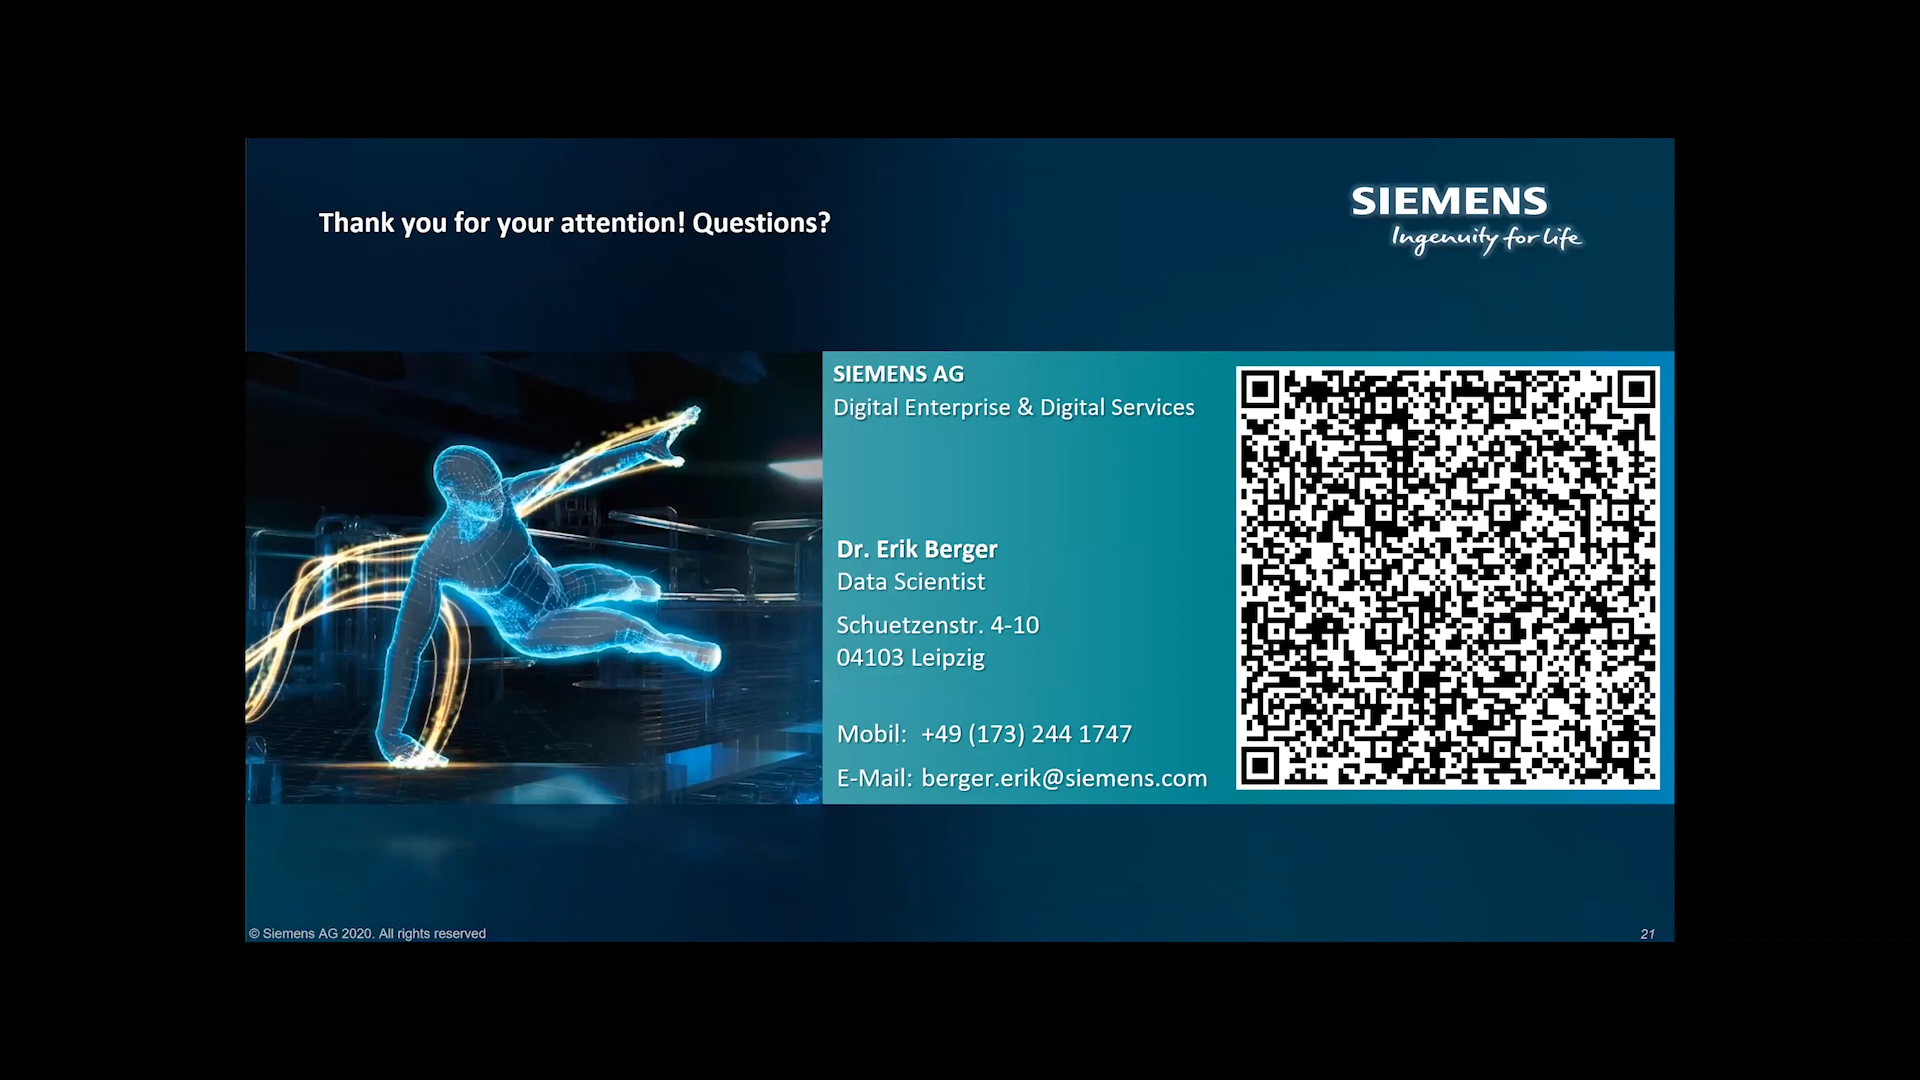 Thank you for your attention! Questions?
SIEMENS
Ingenuity for life
SIEMENS AG
Digital Enterprise & Digital Services
Dr. Erik Berger
Data Scientist
Schuetzenstr. 4-10
04103 Leipzig
Mobil: +49 (173) 244 1747
E-Mail: berger.erik@siemens.com
© Siemens AG 2020. All rights reserved
21